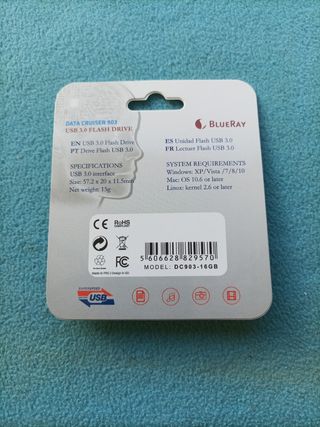 DATA CRUISER 903
USB 3.0 FLASH DRIVE
BLUERAY
EN USB 3.0 Flash Drive
PT Drive Flash USB 3.0
ES Unidad Flash USB 3.0
FR Lecteur Flash USB 3.0
SPECIFICATIONS
USB 3.0 interface
Size: 57.2 x 20 x 11.5mm
Net weight: 15g
SYSTEM REQUIREMENTS
Windows: XP/Vista /7/8/10
Mac: OS 10.6 or later
Linux: kernel 2.6 or later
CE RoHS
FC
5 606628 829570
MODEL: DC903-16GB
USB